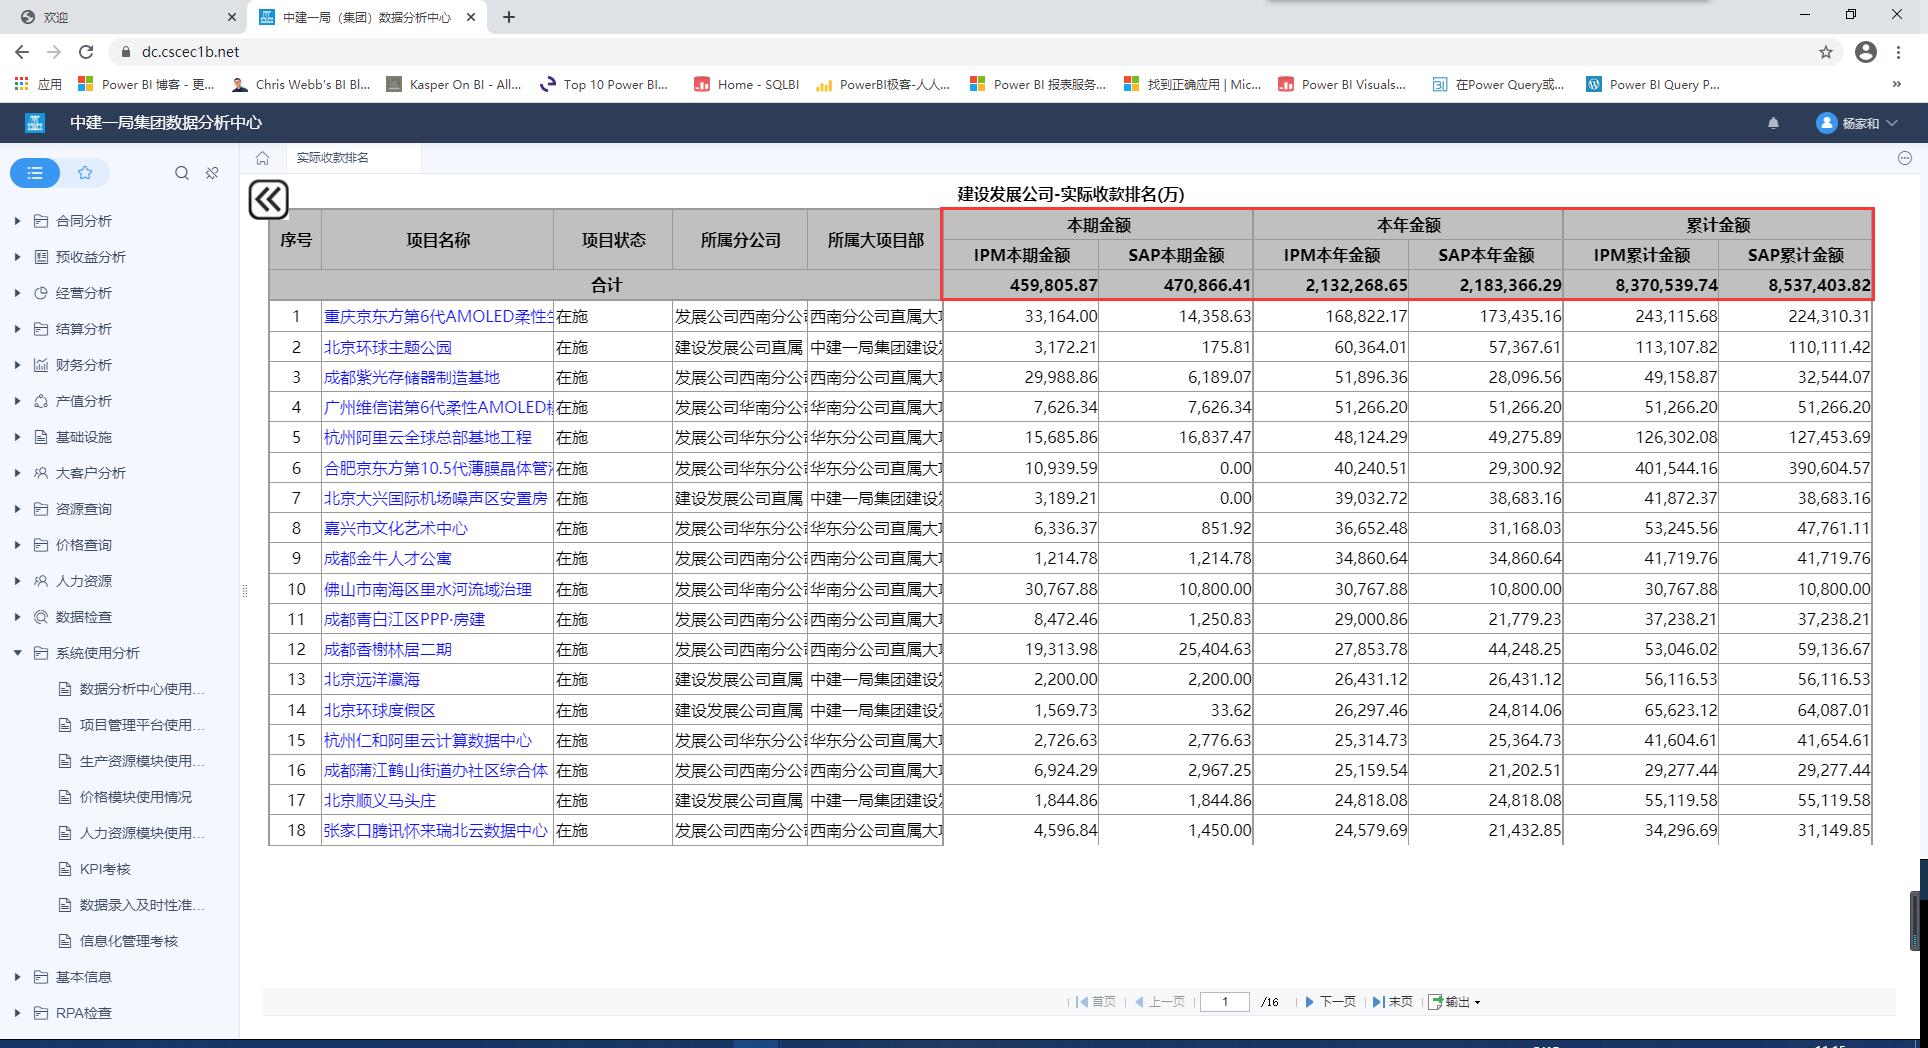 欢迎
中建一局（集团）数据分析中心
dc.cscec1b.net
应用
Power BI 博客 - 更...
Chris Webb's BI Bl...
Kasper On BI - All...
Top 10 Power BI...
Home - SQLBI
PowerBI极客-人人...
Power BI 报表服务...
找到正确应用 | Mic...
Power BI Visuals...
在Power Query或...
Power BI Query P...
中建一局集团数据分析中心
杨家和
实际收款排名
合同分析
预收益分析
经营分析
结算分析
财务分析
产值分析
基础设施
大客户分析
资源查询
价格查询
人力资源
数据检查
系统使用分析
数据分析中心使用...
项目管理平台使用...
生产资源模块使用...
价格模块使用情况
人力资源模块使用...
KPI考核
数据录入及时性准...
信息化管理考核
基本信息
RPA检查
建设发展公司-实际收款排名(万)
本期金额 本年金额 累计金额
序号 项目名称 项目状态 所属分公司 所属大项目部
IPM本期金额 SAP本期金额 IPM本年金额 SAP本年金额 IPM累计金额 SAP累计金额
合计 459,805.87 470,866.41 2,132,268.65 2,183,366.29 8,370,539.74 8,537,403.82
1 重庆京东方第6代AMOLED柔性 在施 发展公司西南分公 西南分公司直属大 33,164.00 14,358.63 168,822.17 173,435.16 243,115.68 224,310.31
2 北京环球主题公园 在施 建设发展公司直属 中建一局集团建设 3,172.21 175.81 60,364.01 57,367.61 113,107.82 110,111.42
3 成都紫光存储器制造基地 在施 发展公司西南分公 西南分公司直属大 29,988.86 6,189.07 51,896.36 28,096.56 49,158.87 32,544.07
4 广州维信诺第6代柔性AMOLED 在施 发展公司华南分公 华南分公司直属大 7,626.34 7,626.34 51,266.20 51,266.20 51,266.20 51,266.20
5 杭州阿里云全球总部基地工程 在施 发展公司华东分公 华东分公司直属大 15,685.86 16,837.47 48,124.29 49,275.89 126,302.08 127,453.69
6 合肥京东方第10.5代薄膜晶体管 在施 发展公司华东分公 华东分公司直属大 10,939.59 0.00 40,240.51 29,300.92 401,544.16 390,604.57
7 北京大兴国际机场噪声区安置房 在施 建设发展公司直属 中建一局集团建设 3,189.21 0.00 39,032.72 38,683.16 41,872.37 38,683.16
8 嘉兴市文化艺术中心 在施 发展公司华东分公 华东分公司直属大 6,336.37 851.92 36,652.48 31,168.03 53,245.56 47,761.11
9 成都金牛人才公寓 在施 发展公司西南分公 西南分公司直属大 1,214.78 1,214.78 34,860.64 34,860.64 41,719.76 41,719.76
10 佛山市南海区里水河流域治理 在施 发展公司华南分公 华南分公司直属大 30,767.88 10,800.00 30,767.88 10,800.00 30,767.88 10,800.00
11 成都青白江区PPP·房建 在施 发展公司西南分公 西南分公司直属大 8,472.46 1,250.83 29,000.86 21,779.23 37,238.21 37,238.21
12 成都香榭林居二期 在施 发展公司西南分公 西南分公司直属大 19,313.98 25,404.63 27,853.78 44,248.25 53,046.02 59,136.67
13 北京远洋瀛海 在施 建设发展公司直属 中建一局集团建设 2,200.00 2,200.00 26,431.12 26,431.12 56,116.53 56,116.53
14 北京环球度假区 在施 建设发展公司直属 中建一局集团建设 1,569.73 33.62 26,297.46 24,814.06 65,623.12 64,087.01
15 杭州仁和阿里云计算数据中心 在施 发展公司华东分公 华东分公司直属大 2,726.63 2,776.63 25,314.73 25,364.73 41,604.61 41,654.61
16 成都蒲江鹤山街道办社区综合体 在施 发展公司西南分公 西南分公司直属大 6,924.29 2,967.25 25,159.54 21,202.51 29,277.44 29,277.44
17 北京顺义马头庄 在施 建设发展公司直属 中建一局集团建设 1,844.86 1,844.86 24,818.08 24,818.08 55,119.58 55,119.58
18 张家口腾讯怀来瑞北云数据中心 在施 发展公司西南分公 西南分公司直属大 4,596.84 1,450.00 24,579.69 21,432.85 34,296.69 31,149.85
首页 上一页 1 /16 下一页 末页 输出